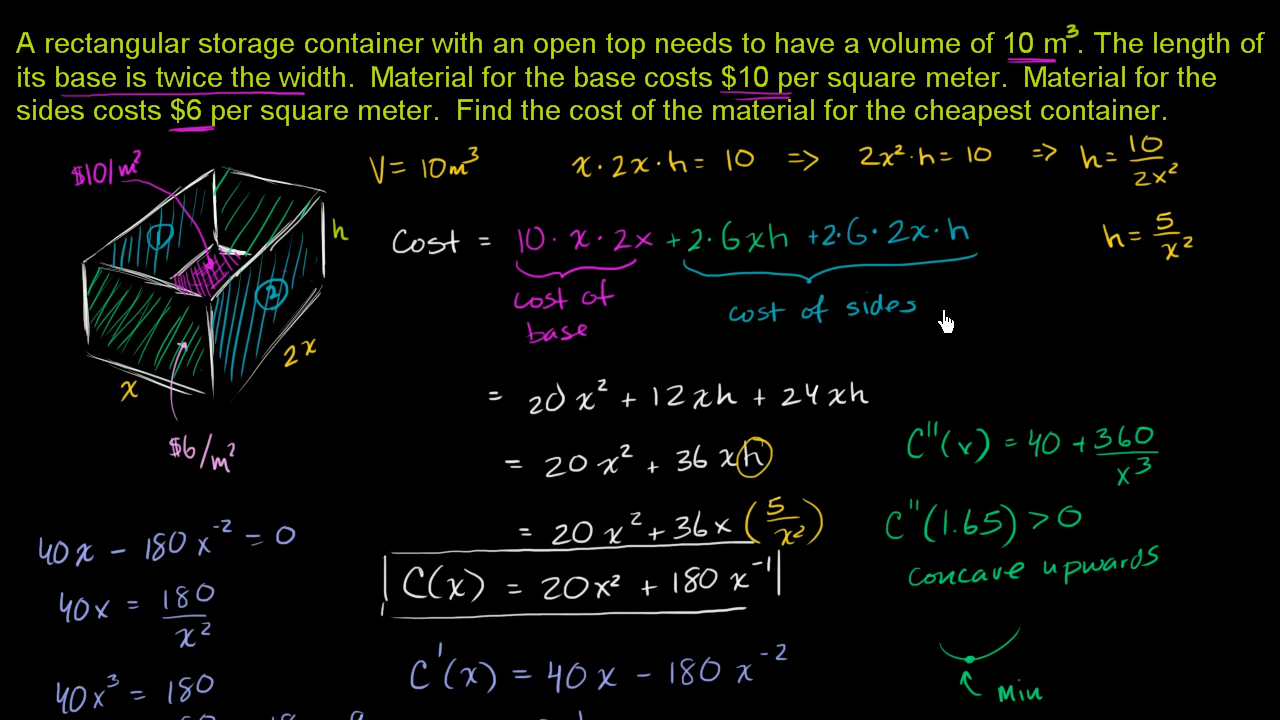 A rectangular storage container with an open top needs to have a volume of 10 m³. The length of
its base is twice the width. Material for the base costs $10 per square meter. Material for the
sides costs $6 per square meter. Find the cost of the material for the cheapest container.
$10/m²
V = 10m³
x · 2x · h = 10 => 2x² · h = 10 => h = 10/2x²
h = 5/x²
Cost = 10 · x · 2x + 2 · 6xh + 2 · 6 · 2x · h
cost of base
cost of sides
1
2
h
x
2x
$6/m²
= 20x² + 12xh + 24xh
= 20x² + 36xh
= 20x² + 36x (5/x²)
C(x) = 20x² + 180x⁻¹
C'(x) = 40x − 180x⁻²
40x − 180x⁻² = 0
40x = 180/x²
40x³ = 180
C''(x) = 40 + 360/x³
C''(1.65) > 0
concave upwards
Min